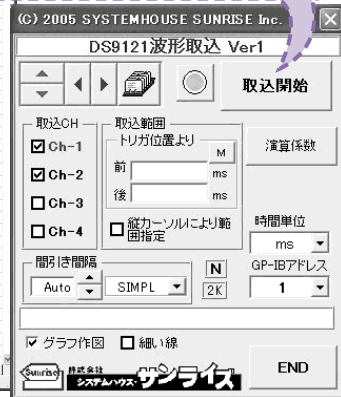 (C) 2005 SYSTEMHOUSE SUNRISE Inc.
DS9121波形取込 Ver1
取込開始
取込CH
Ch-1
Ch-2
Ch-3
Ch-4
取込範囲
トリガ位置より
M
前 ms
後 ms
縦カーソルにより範囲指定
演算係数
時間単位
ms
間引き間隔
Auto
SIMPL
N
2K
GP-IBアドレス
1
グラフ作図
細い線
Sunrise
株式会社
システムハウス・サンライズ
END